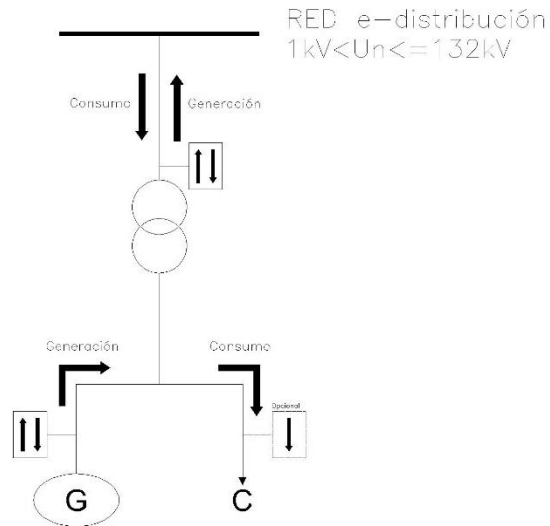 RED e-distribución
1kV<Un<=132kV
Consumo
Generación
Generación
Consumo
Opcional
G
C